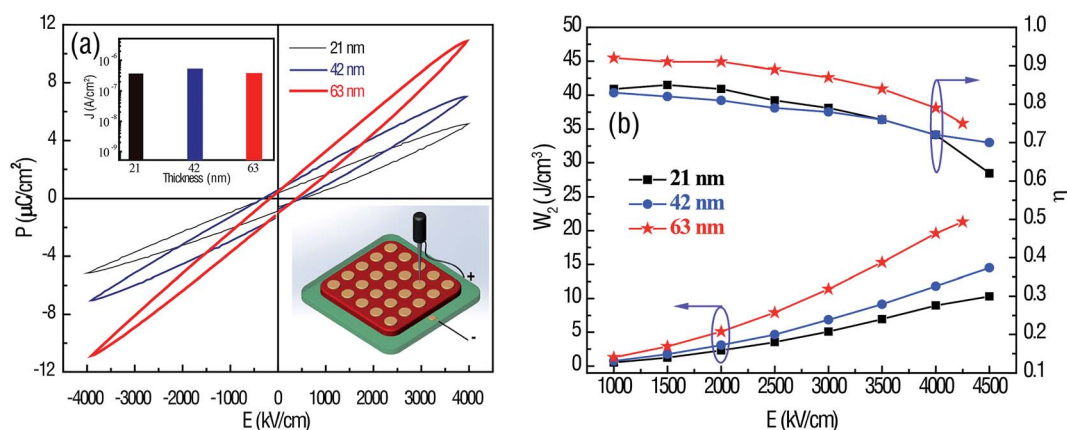 (a)
21 nm
42 nm
63 nm
12
8
4
0
-4
-8
-12
P (μC/cm²)
J (A/cm²)
10⁻⁶
10⁻⁷
10⁻⁸
10⁻⁹
21 42 63
Thickness (nm)
+
-
-4000 -3000 -2000 -1000 0 1000 2000 3000 4000
E (kV/cm)
(b)
50
45
40
35
30
25
20
15
10
5
0
W₂ (J/cm³)
21 nm
42 nm
63 nm
1.0
0.9
0.8
0.7
0.6
0.5
0.4
0.3
0.2
0.1
η
1000 1500 2000 2500 3000 3500 4000 4500
E (kV/cm)